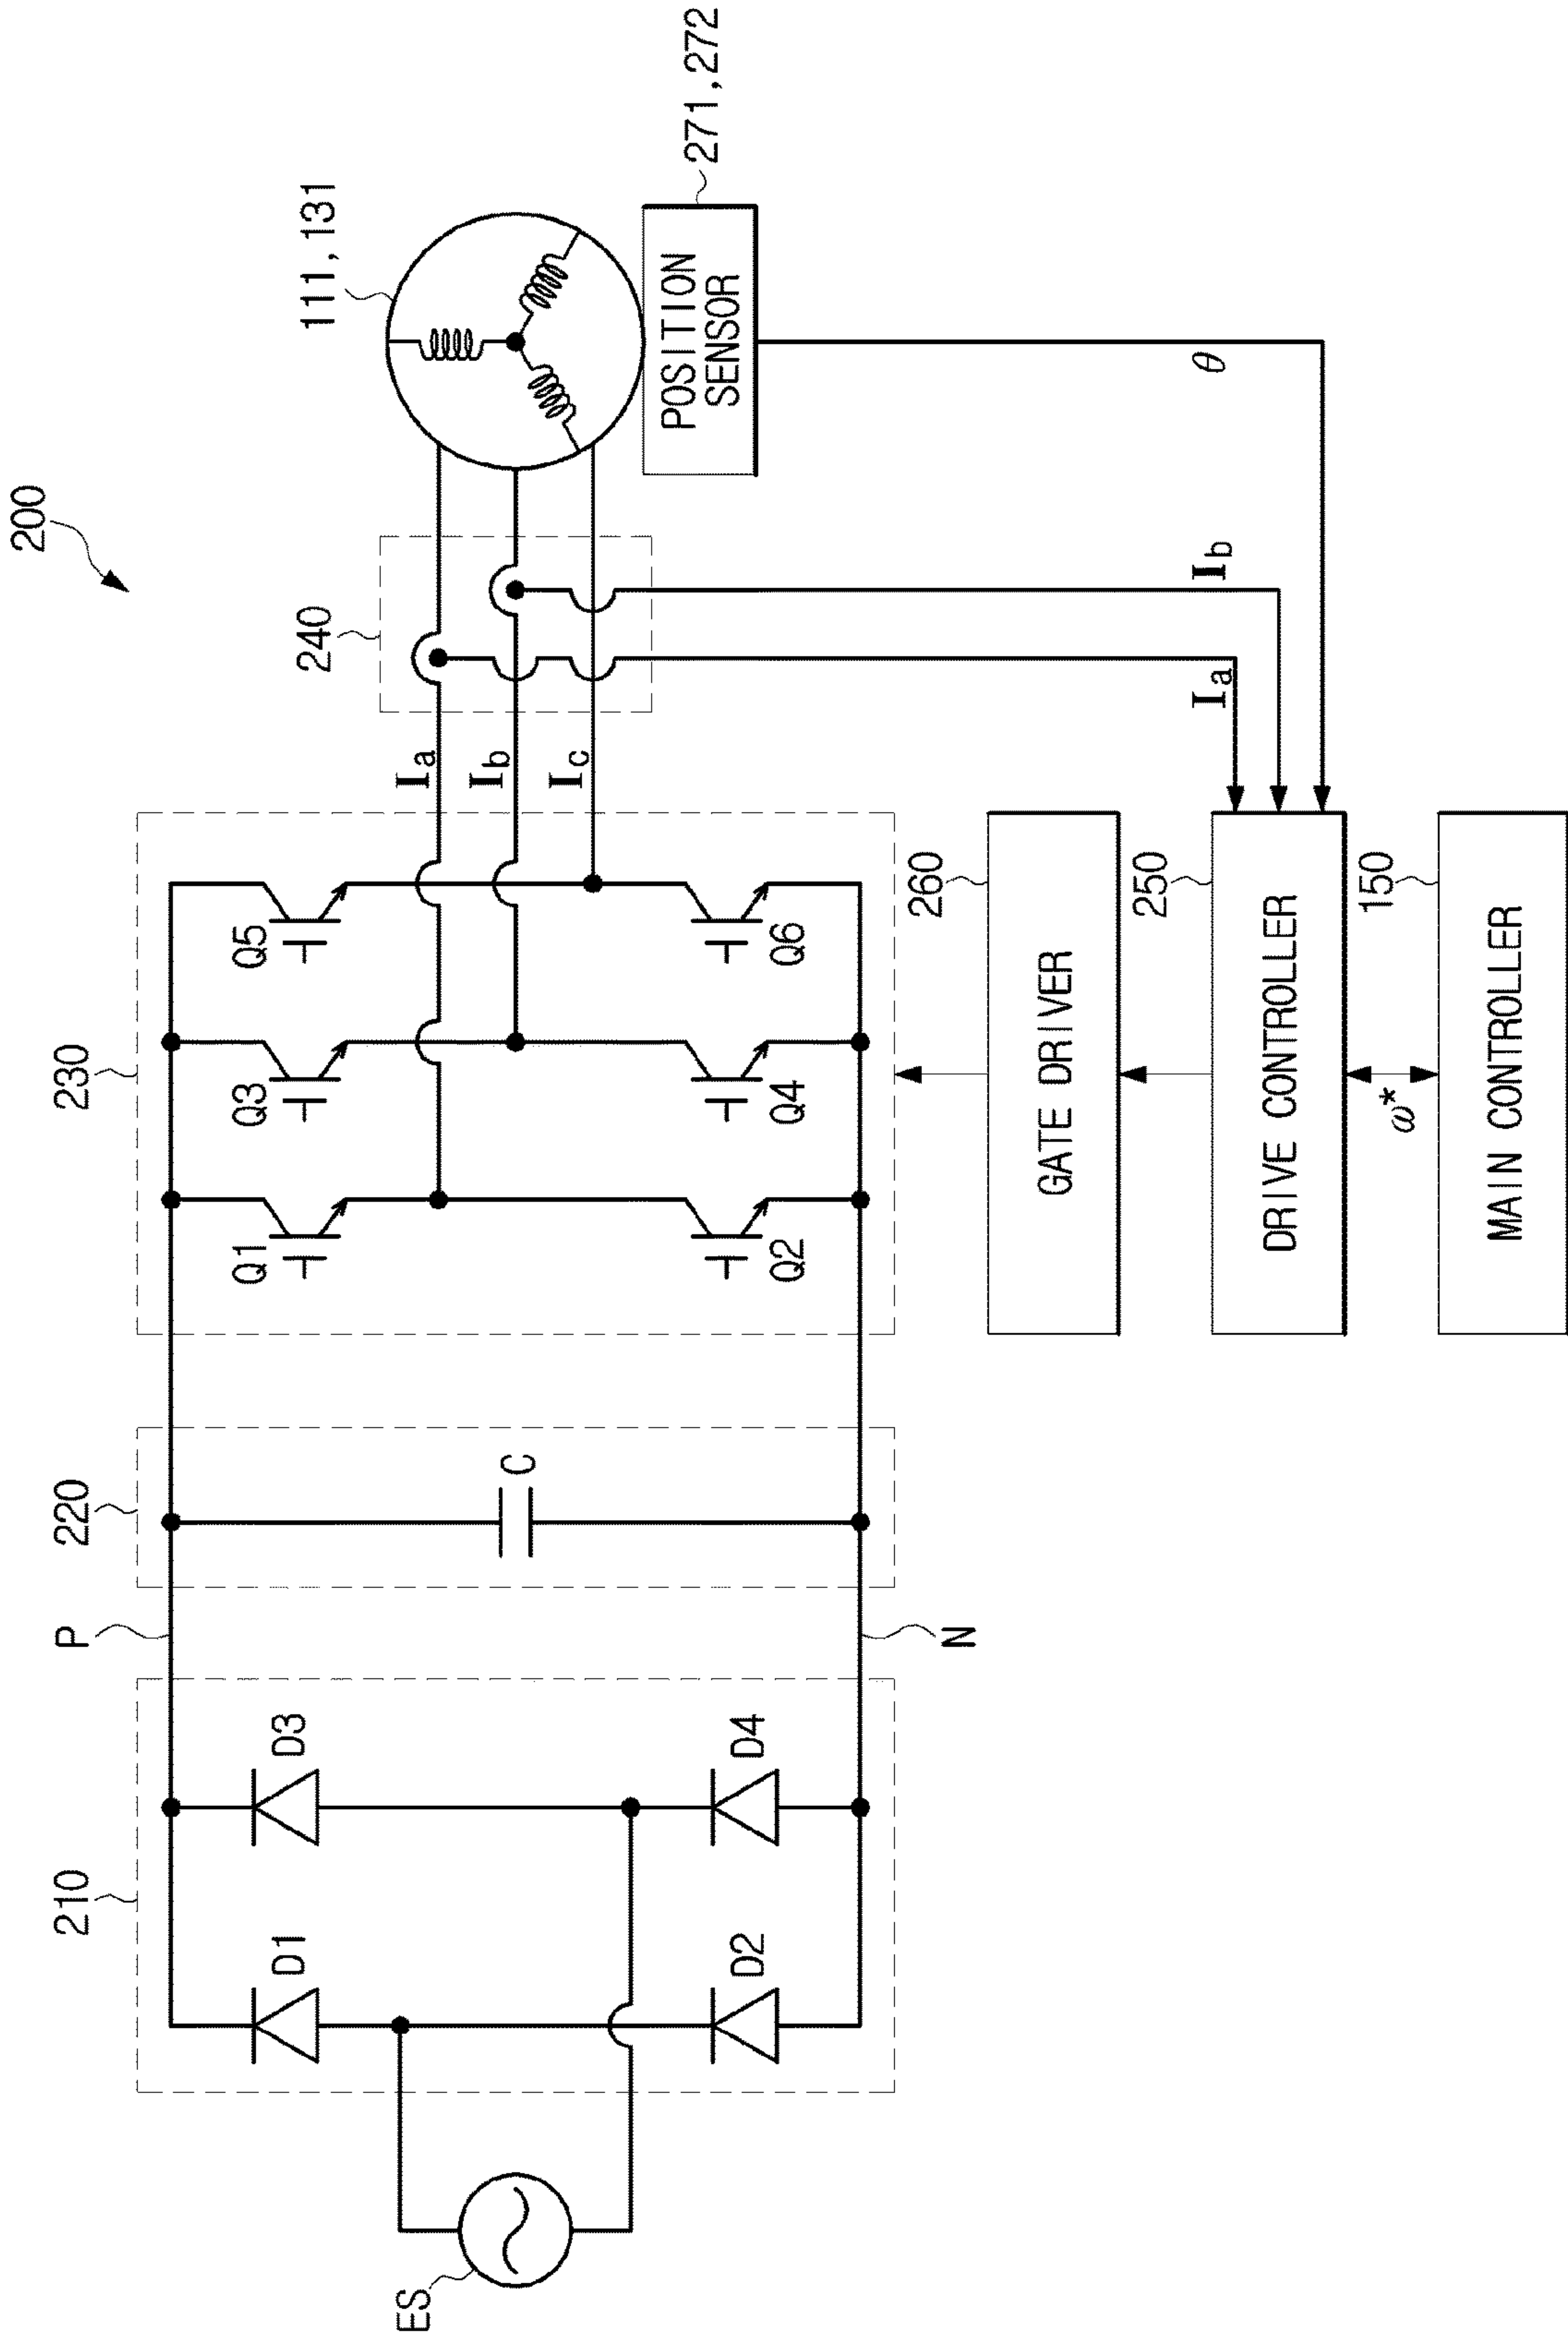 200
210
P
220
230
240
111, 131
ES
D1
D3
C
Q1
Q3
Q5
Ia
Ib
Ic
D2
D4
Q2
Q4
Q6
N
POSITION
SENSOR
271, 272
260
GATE DRIVER
250
DRIVE CONTROLLER
Ia
Ib
θ
ω*
150
MAIN CONTROLLER